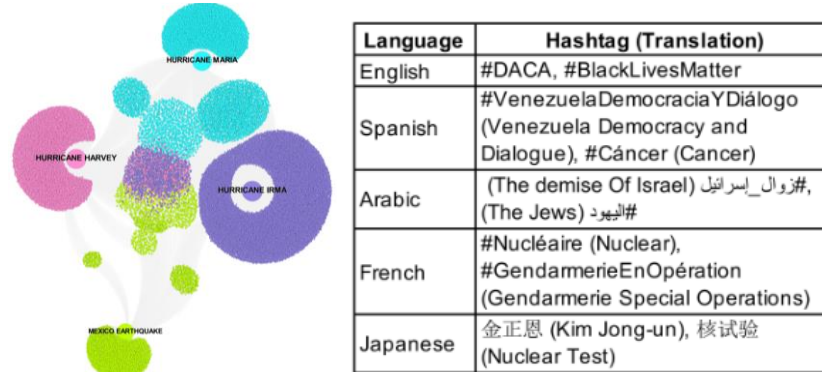 HURRICANE MARIA
HURRICANE HARVEY
HURRICANE IRMA
MEXICO EARTHQUAKE
Language Hashtag (Translation)
English #DACA, #BlackLivesMatter
Spanish
#VenezuelaDemocraciaYDiálogo
(Venezuela Democracy and
Dialogue), #Cáncer (Cancer)
Arabic
(The demise Of Israel) #زوال_إسرائيل,
(The Jews) #اليهود
French
#Nucléaire (Nuclear),
#GendarmerieEnOpération
(Gendarmerie Special Operations)
Japanese
金正恩 (Kim Jong-un), 核试验
(Nuclear Test)